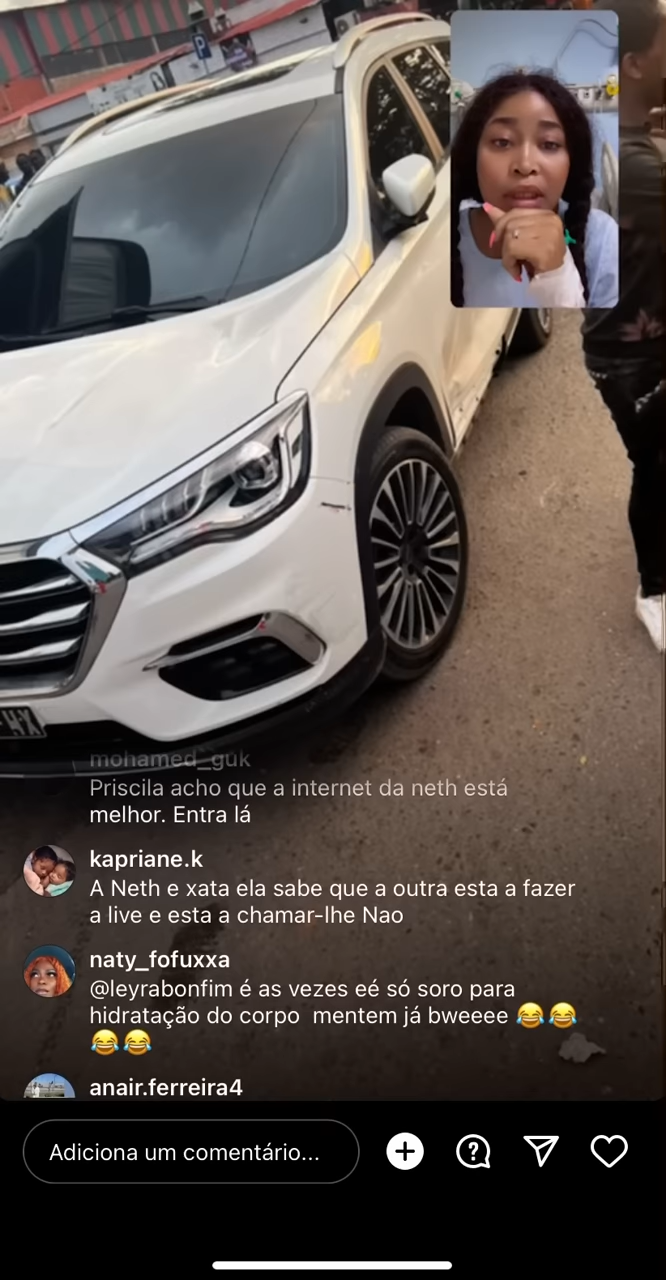 P
mohamed_guk
Priscila acho que a internet da neth está
melhor. Entra lá
kapriane.k
A Neth e xata ela sabe que a outra esta a fazer
a live e esta a chamar-lhe Nao
naty_fofuxxa
@leyrabonfim é as vezes eé só soro para
hidratação do corpo  mentem já bweeee 😂😂
😂😂
anair.ferreira4
Adiciona um comentário...